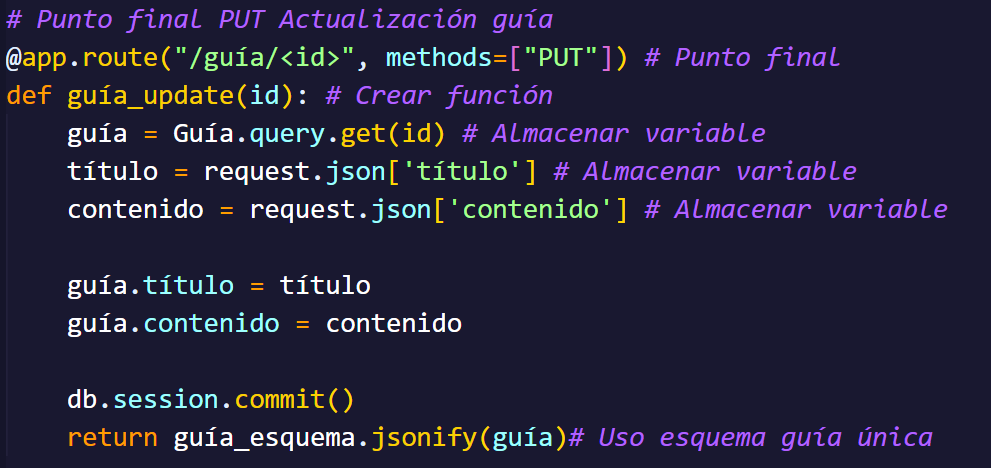 # Punto final PUT Actualización guía
@app.route("/guía/<id>", methods=["PUT"]) # Punto final
def guía_update(id): # Crear función
    guía = Guía.query.get(id) # Almacenar variable
    título = request.json['título'] # Almacenar variable
    contenido = request.json['contenido'] # Almacenar variable

    guía.título = título
    guía.contenido = contenido

    db.session.commit()
    return guía_esquema.jsonify(guía)# Uso esquema guía única